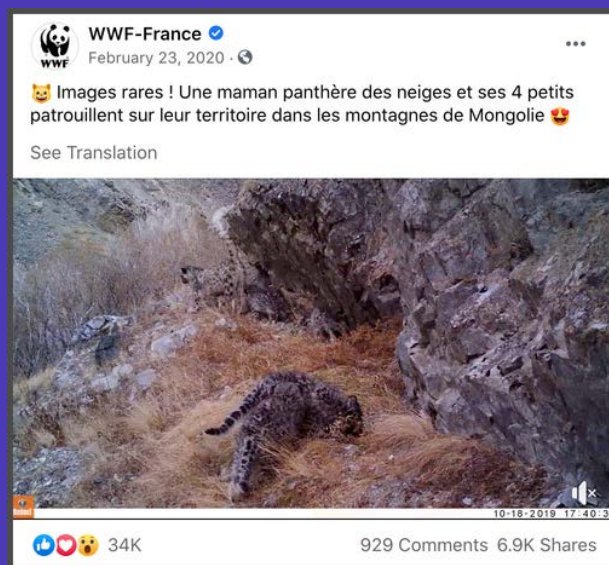 WWF-France
February 23, 2020 ·
WWF
😺 Images rares ! Une maman panthère des neiges et ses 4 petits
patrouillent sur leur territoire dans les montagnes de Mongolie 😍
See Translation
10-18-2019 17:40:3
34K
929 Comments 6.9K Shares